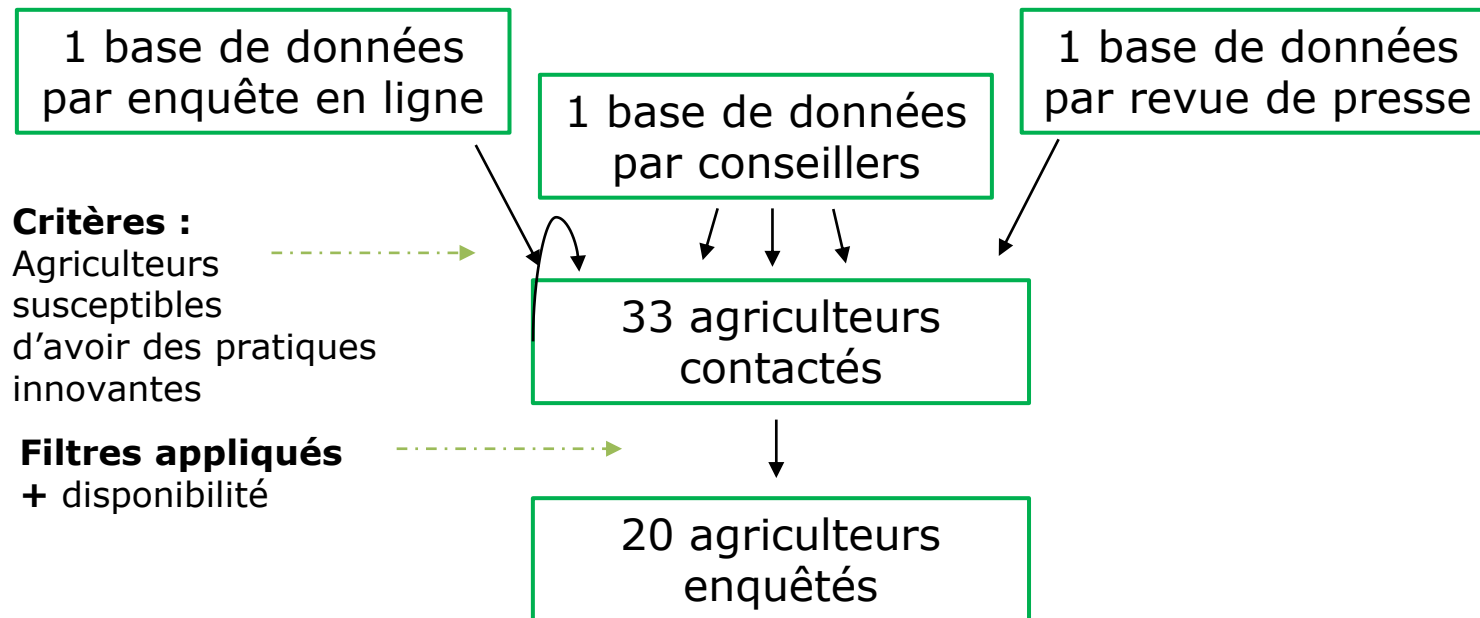 1 base de données
par enquête en ligne
1 base de données
par conseillers
1 base de données
par revue de presse
Critères :
Agriculteurs
susceptibles
d’avoir des pratiques
innovantes
33 agriculteurs
contactés
Filtres appliqués
+ disponibilité
20 agriculteurs
enquêtés